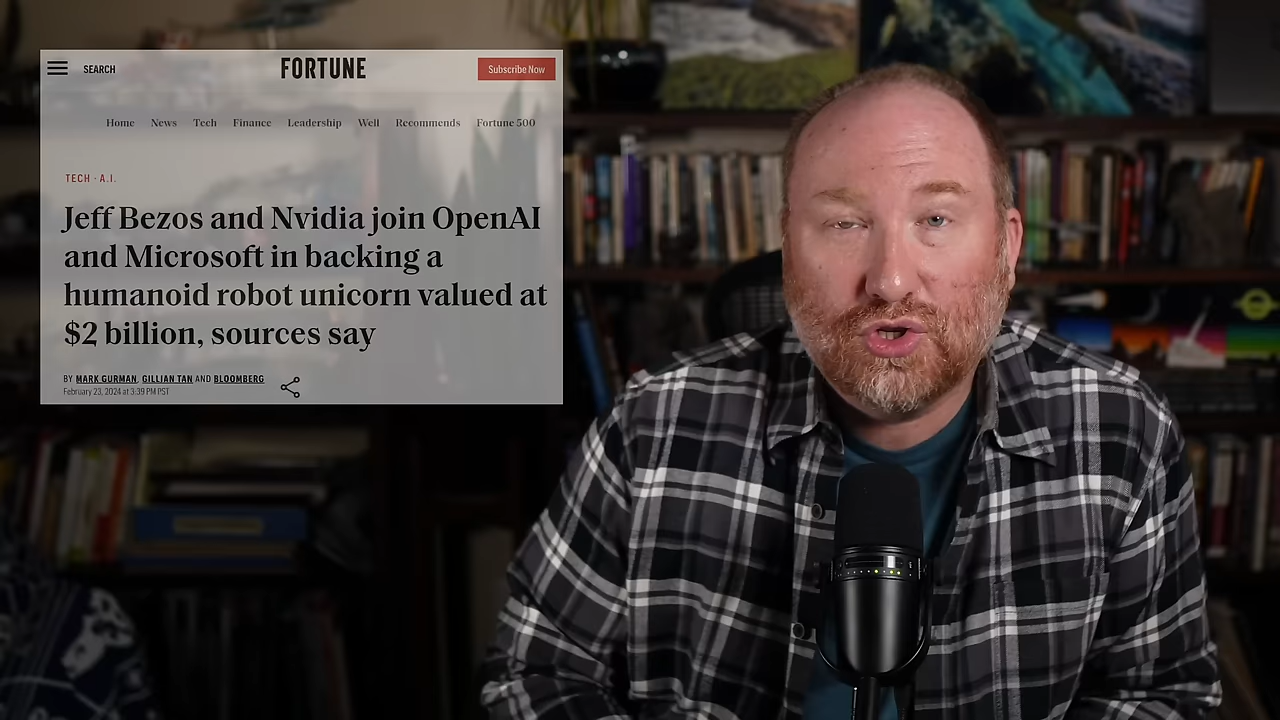 SEARCH
FORTUNE
Subscribe Now
Home News Tech Finance Leadership Well Recommends Fortune 500
TECH · A.I.
Jeff Bezos and Nvidia join OpenAI
and Microsoft in backing a
humanoid robot unicorn valued at
$2 billion, sources say
BY MARK GURMAN, GILLIAN TAN AND BLOOMBERG
February 23, 2024 at 3:39 PM PST